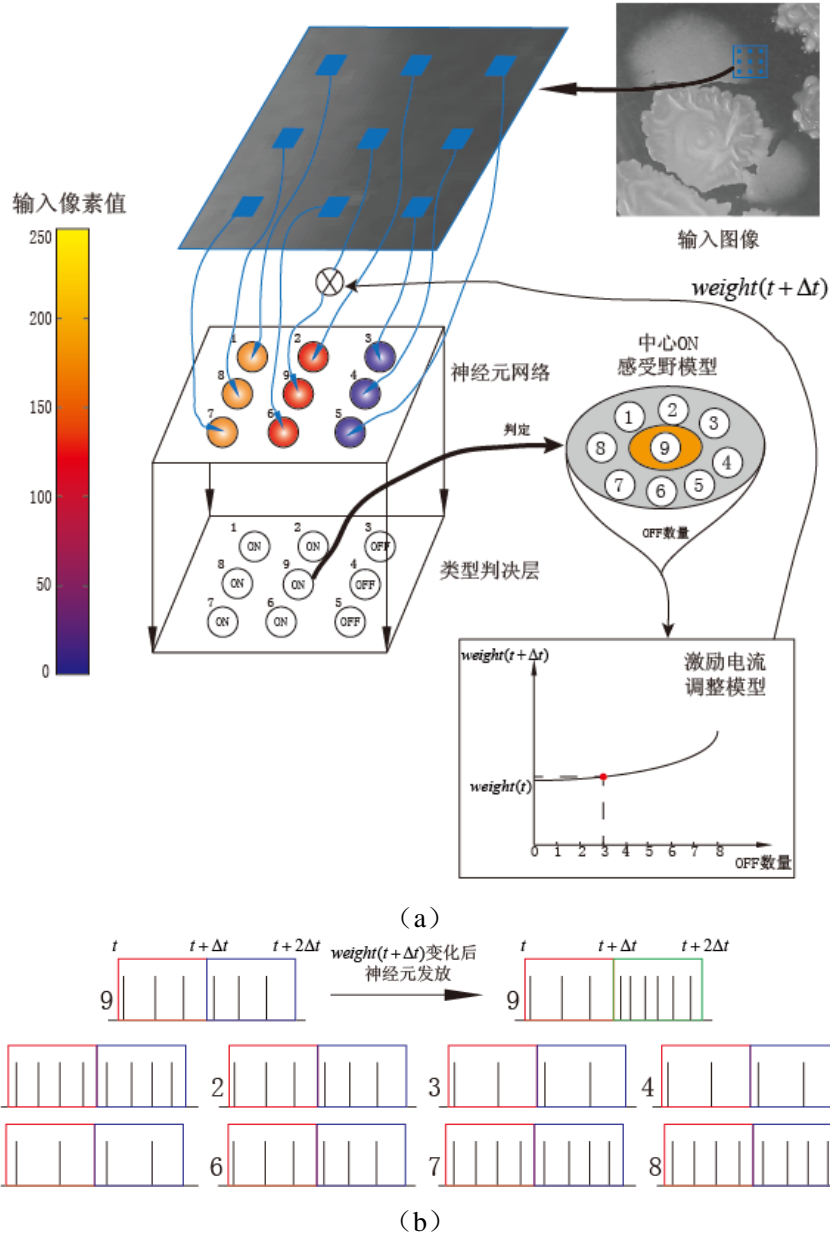 输入图像
输入像素值
250
200
150
100
50
0
weight(t+Δt)
1 2 3
8 9 4
7 6 5
神经元网络
中心ON
感受野模型
判定
1 2 3
8 9 4
7 6 5
OFF数量
1 ON 2 ON 3 OFF
8 ON 9 ON 4 OFF
7 ON 6 ON 5 OFF
类型判决层
weight(t+Δt)
激励电流
调整模型
weight(t)
0 1 2 3 4 5 6 7 8
OFF数量
(a)
t t+Δt t+2Δt
weight(t+Δt)变化后
神经元发放
t t+Δt t+2Δt
9 9
2 3 4
6 7 8
(b)